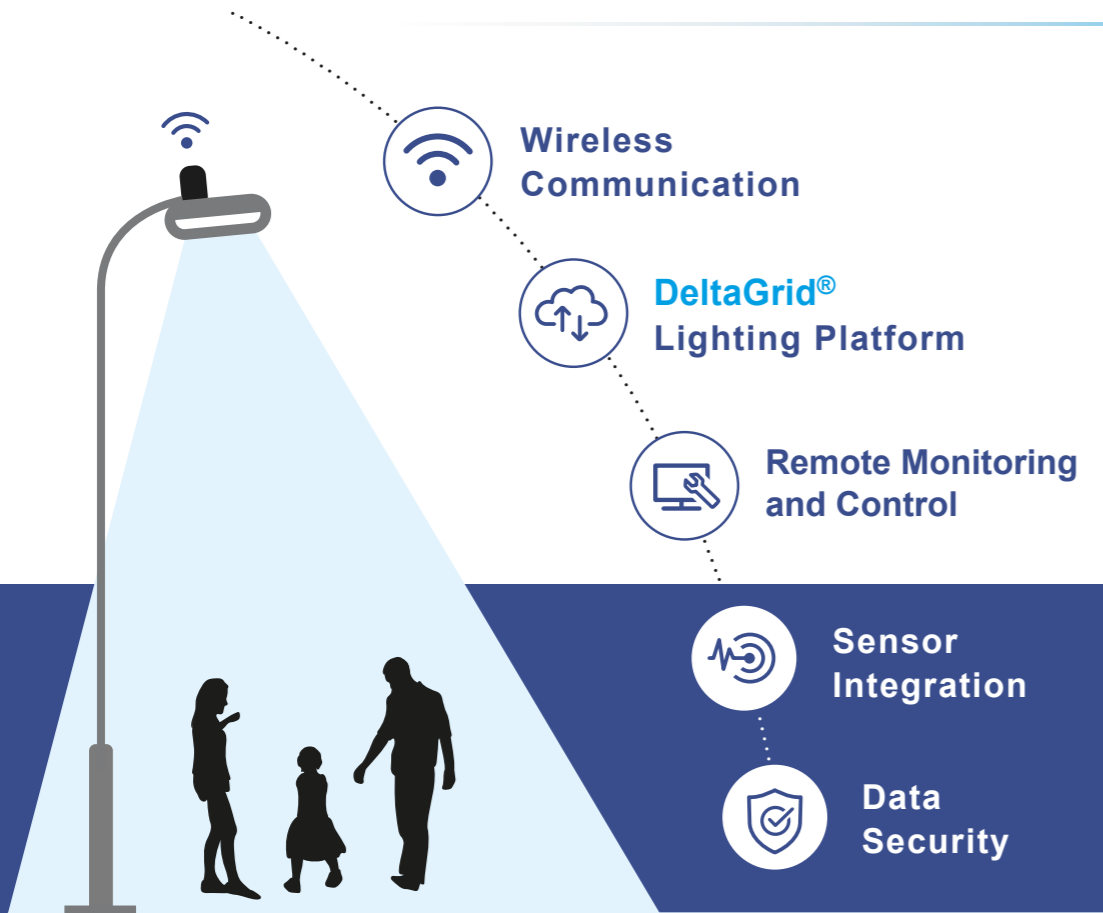 Wireless
Communication
DeltaGrid®
Lighting Platform
Remote Monitoring
and Control
Sensor
Integration
Data
Security